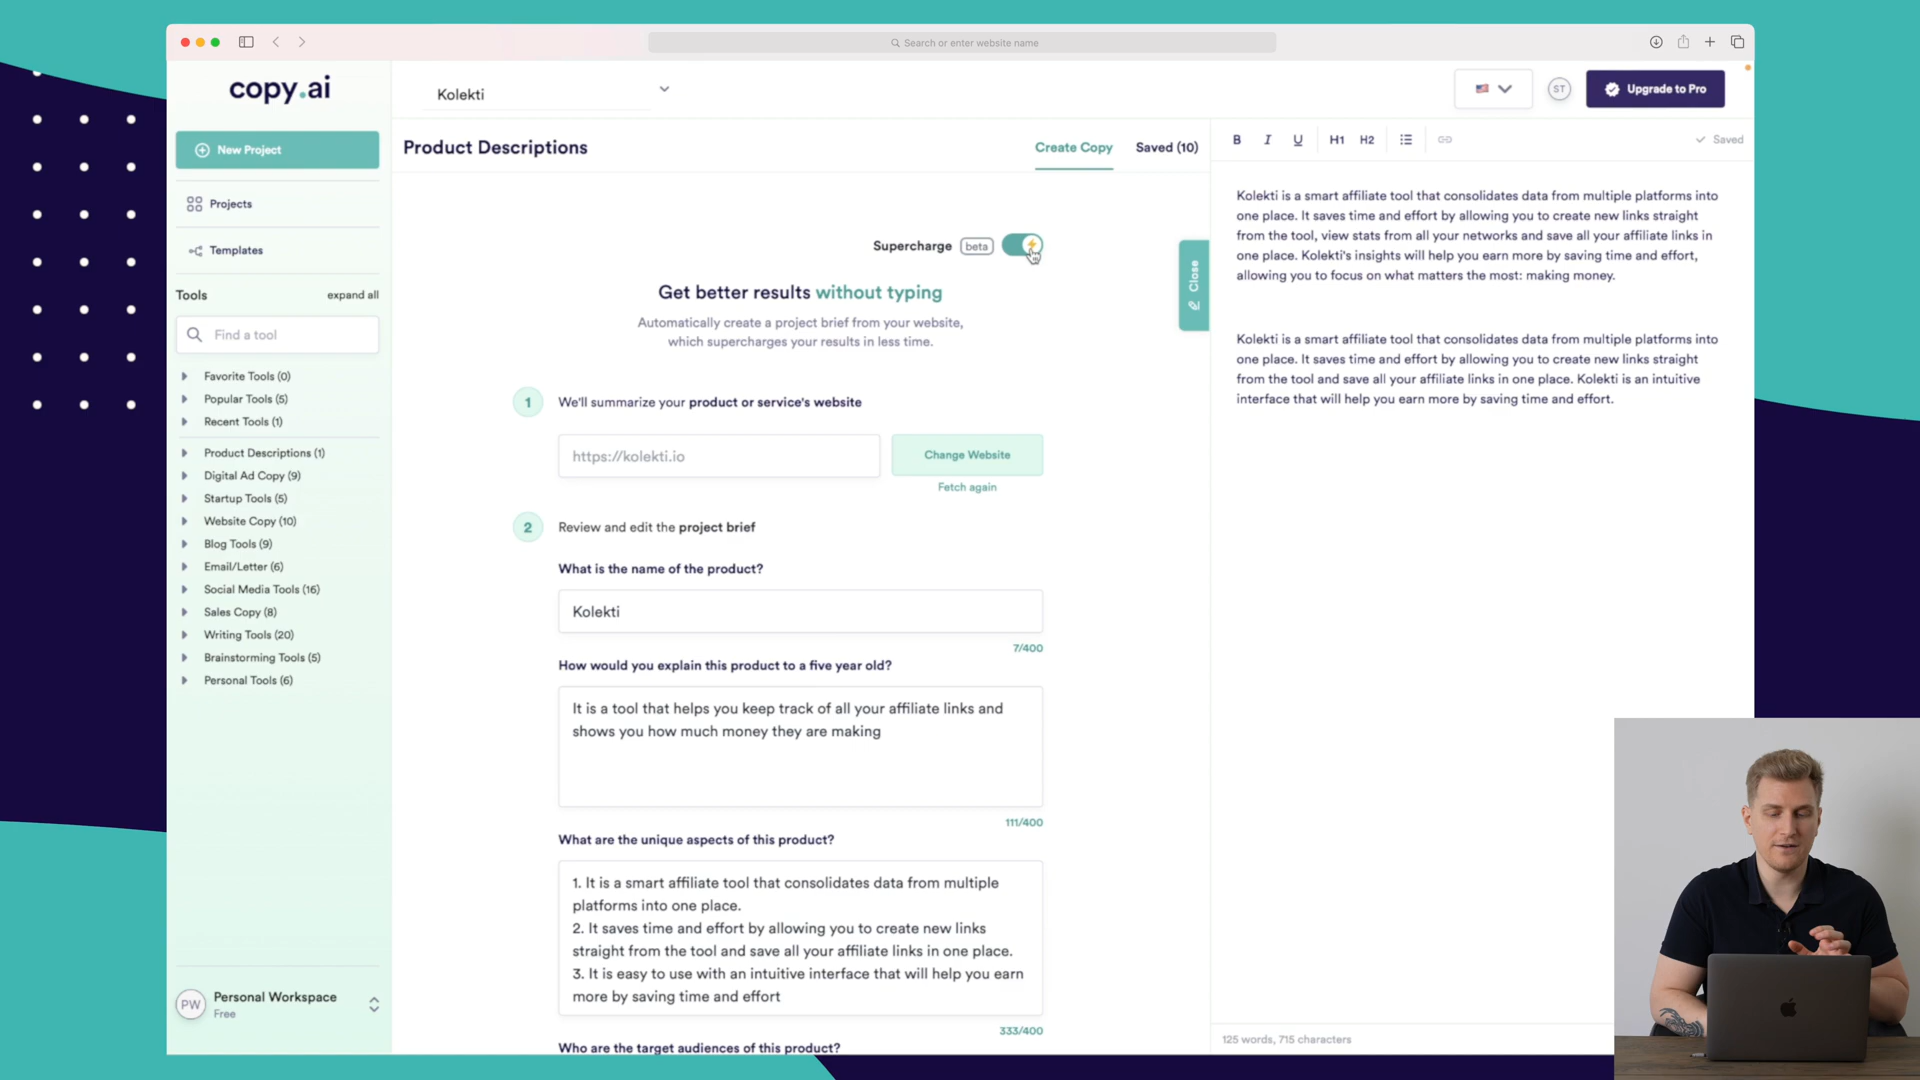 Search or enter website name
copy.ai
Kolekti
ST
Upgrade to Pro
New Project
Product Descriptions
Create Copy
Saved (10)
B
I
U
H1
H2
Saved
Projects
Templates
Tools
expand all
Find a tool
Favorite Tools (0)
Popular Tools (5)
Recent Tools (1)
Product Descriptions (1)
Digital Ad Copy (9)
Startup Tools (5)
Website Copy (10)
Blog Tools (9)
Email/Letter (6)
Social Media Tools (16)
Sales Copy (8)
Writing Tools (20)
Brainstorming Tools (5)
Personal Tools (6)
PW
Personal Workspace
Free
Supercharge
beta
Get better results without typing
Automatically create a project brief from your website,
which supercharges your results in less time.
1
We'll summarize your product or service's website
https://kolekti.io
Change Website
Fetch again
2
Review and edit the project brief
What is the name of the product?
Kolekti
7/400
How would you explain this product to a five year old?
It is a tool that helps you keep track of all your affiliate links and
shows you how much money they are making
111/400
What are the unique aspects of this product?
1. It is a smart affiliate tool that consolidates data from multiple
platforms into one place.
2. It saves time and effort by allowing you to create new links
straight from the tool and save all your affiliate links in one place.
3. It is easy to use with an intuitive interface that will help you earn
more by saving time and effort
333/400
Who are the target audiences of this product?
Close
Kolekti is a smart affiliate tool that consolidates data from multiple platforms into
one place. It saves time and effort by allowing you to create new links straight
from the tool, view stats from all your networks and save all your affiliate links in
one place. Kolekti's insights will help you earn more by saving time and effort,
allowing you to focus on what matters the most: making money.
Kolekti is a smart affiliate tool that consolidates data from multiple platforms into
one place. It saves time and effort by allowing you to create new links straight
from the tool and save all your affiliate links in one place. Kolekti is an intuitive
interface that will help you earn more by saving time and effort.
125 words, 715 characters